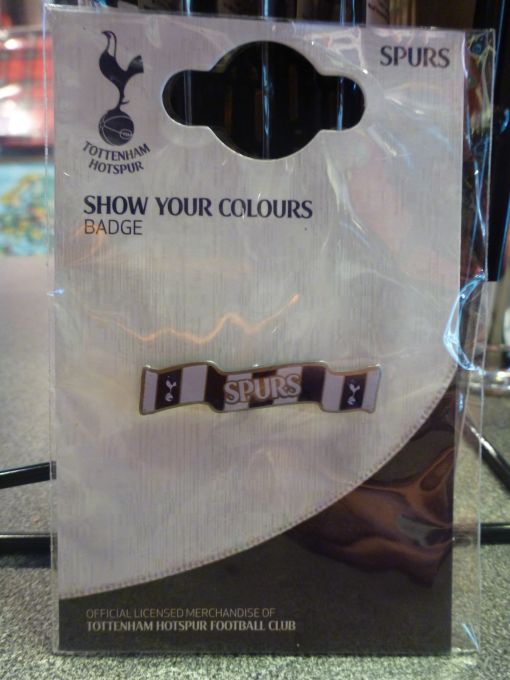 SPURS
TOTTENHAM
HOTSPUR
SHOW YOUR COLOURS
BADGE
SPURS
OFFICIAL LICENSED MERCHANDISE OF
TOTTENHAM HOTSPUR FOOTBALL CLUB